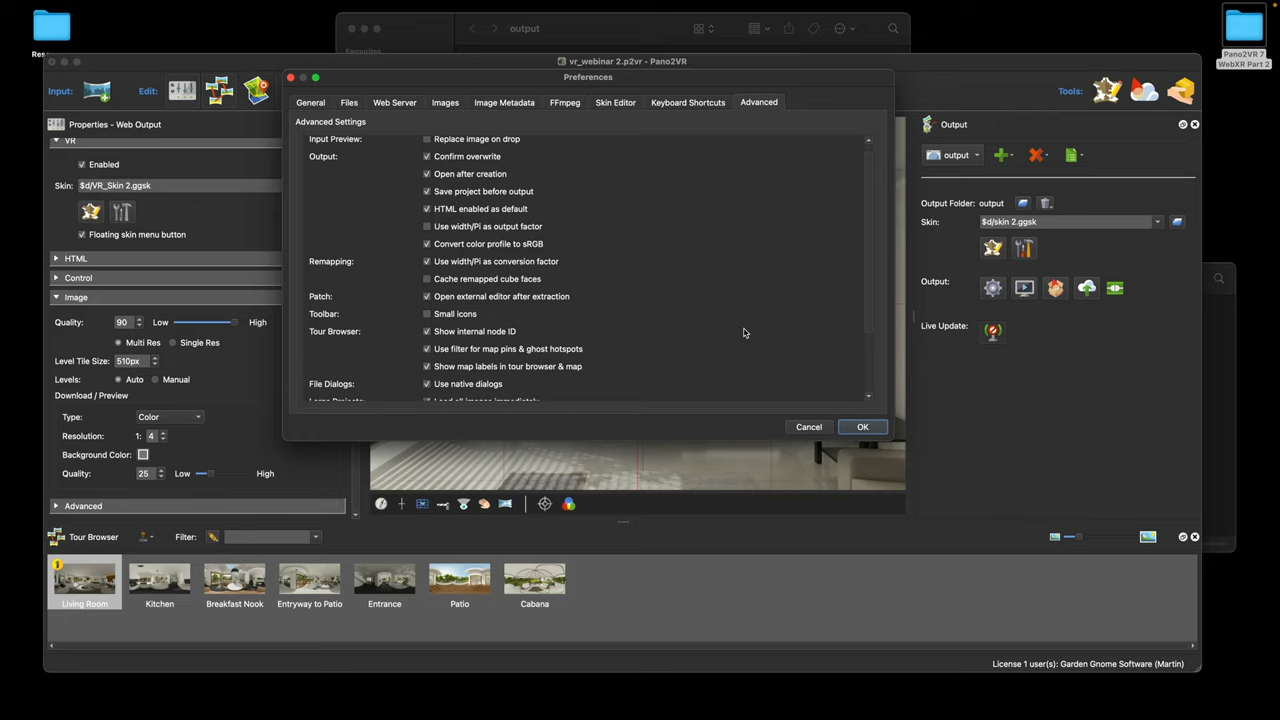 output
Favourites
Res
Pano2VR 7
WebXR Part 2
vr_webinar 2.p2vr - Pano2VR
Preferences
Input:
Edit:
Tools:
General
Files
Web Server
Images
Image Metadata
FFmpeg
Skin Editor
Keyboard Shortcuts
Advanced
Properties - Web Output
Output
VR
Enabled
Skin:
$d/VR_Skin 2.ggsk
Floating skin menu button
HTML
Control
Image
Quality:
90
Low
High
Multi Res
Single Res
Level Tile Size:
510px
Levels:
Auto
Manual
Download / Preview
Type:
Color
Resolution:
1:
4
Background Color:
Quality:
25
Low
High
Advanced
Advanced Settings
Input Preview:
Replace image on drop
Output:
Confirm overwrite
Open after creation
Save project before output
HTML enabled as default
Use width/Pi as output factor
Convert color profile to sRGB
Remapping:
Use width/Pi as conversion factor
Cache remapped cube faces
Patch:
Open external editor after extraction
Toolbar:
Small icons
Tour Browser:
Show internal node ID
Use filter for map pins & ghost hotspots
Show map labels in tour browser & map
File Dialogs:
Use native dialogs
Large Projects:
Load all images immediately
Cancel
OK
output
Output Folder:
output
Skin:
$d/skin 2.ggsk
Output:
Live Update:
Tour Browser
Filter:
1
Living Room
Kitchen
Breakfast Nook
Entryway to Patio
Entrance
Patio
Cabana
License 1 user(s): Garden Gnome Software (Martin)